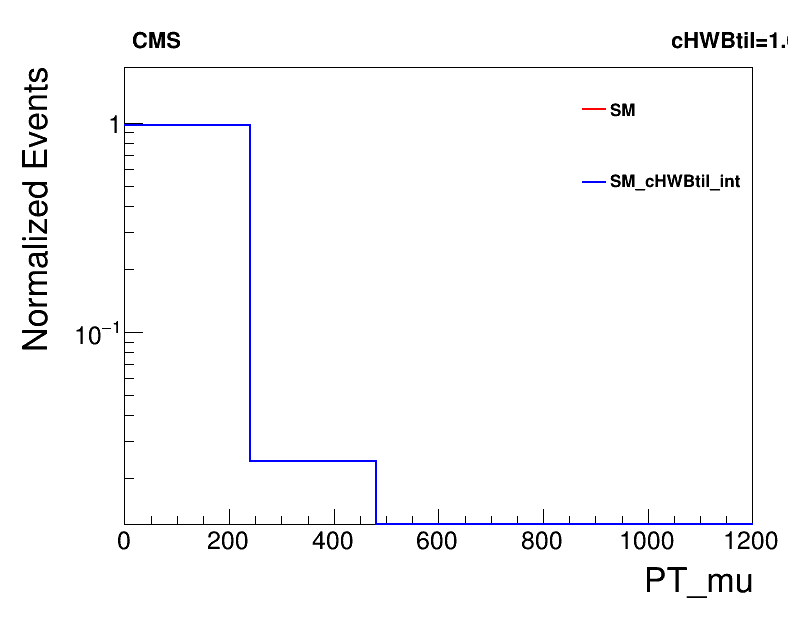 CMS
cHWBtil=1.
Normalized Events
SM
SM_cHWBtil_int
1
10⁻¹
0 200 400 600 800 1000 1200
PT_mu